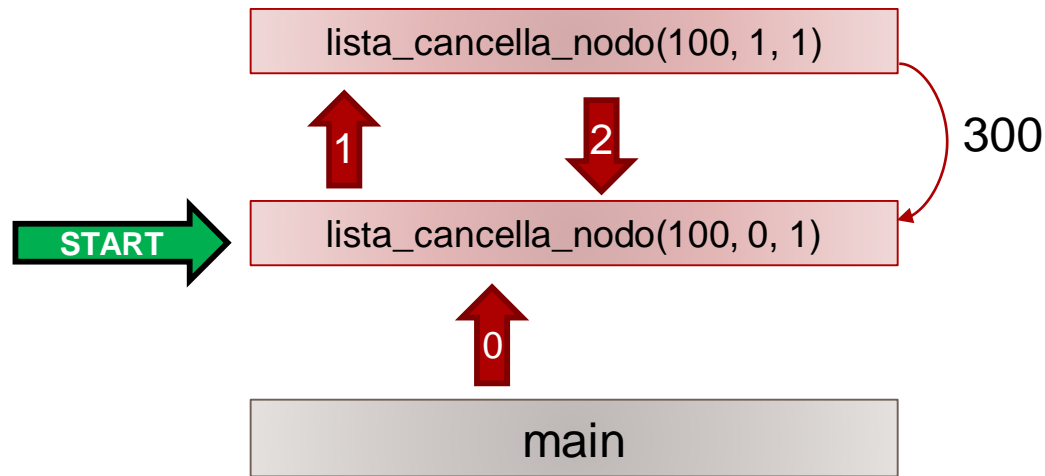 lista_cancella_nodo(100, 1, 1)
1
2
300
START
lista_cancella_nodo(100, 0, 1)
0
main